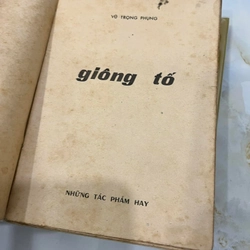 VŨ TRỌNG PHỤNG
giông tố
NHỮNG TÁC PHẨM HAY